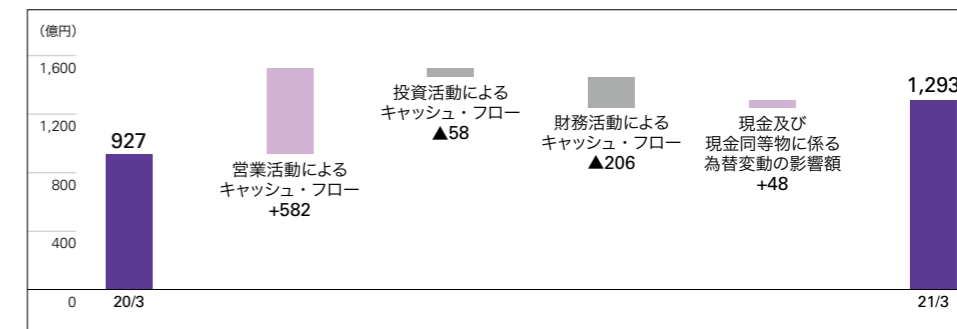 （億円）
1,600
1,200
800
400
0
927
20/3
営業活動による
キャッシュ・フロー
+582
投資活動による
キャッシュ・フロー
▲58
財務活動による
キャッシュ・フロー
▲206
現金及び
現金同等物に係る
為替変動の影響額
+48
1,293
21/3